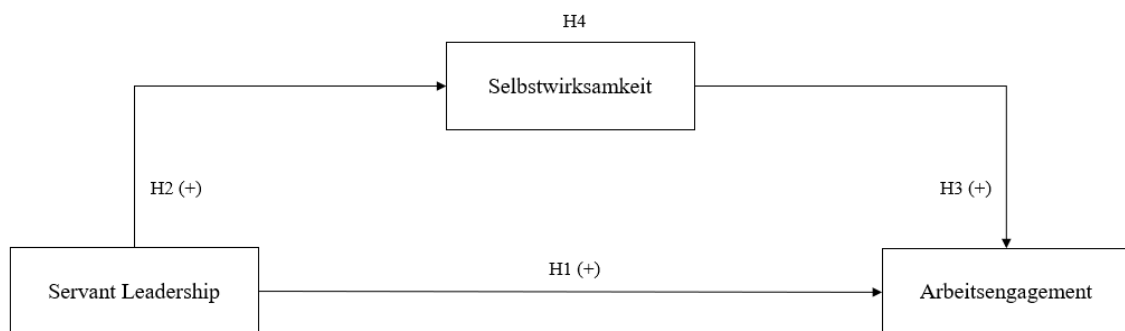 H4
Selbstwirksamkeit
H2 (+)
H3 (+)
H1 (+)
Servant Leadership
Arbeitsengagement